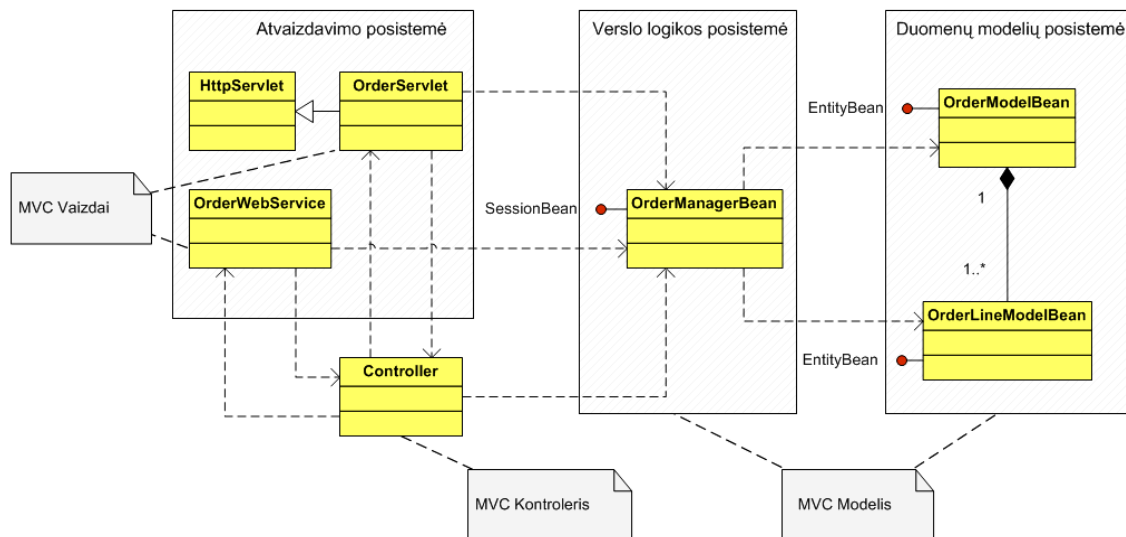 Atvaizdavimo posistemė
Verslo logikos posistemė
Duomenų modelių posistemė
HttpServlet
OrderServlet
EntityBean
OrderModelBean
MVC Vaizdai
OrderWebService
SessionBean
OrderManagerBean
1
1..*
OrderLineModelBean
EntityBean
Controller
MVC Kontroleris
MVC Modelis